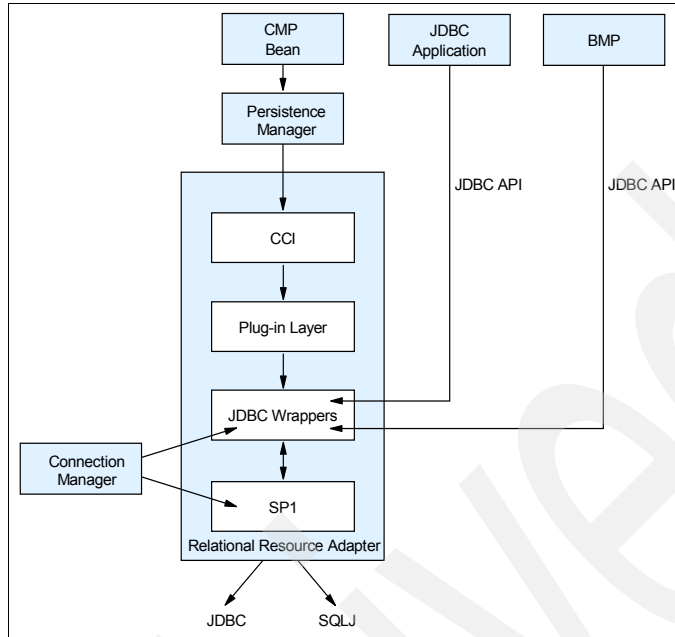 CMP
Bean
JDBC
Application
BMP
Persistence
Manager
JDBC API
JDBC API
CCI
Plug-in Layer
JDBC Wrappers
Connection
Manager
SP1
Relational Resource Adapter
JDBC
SQLJ